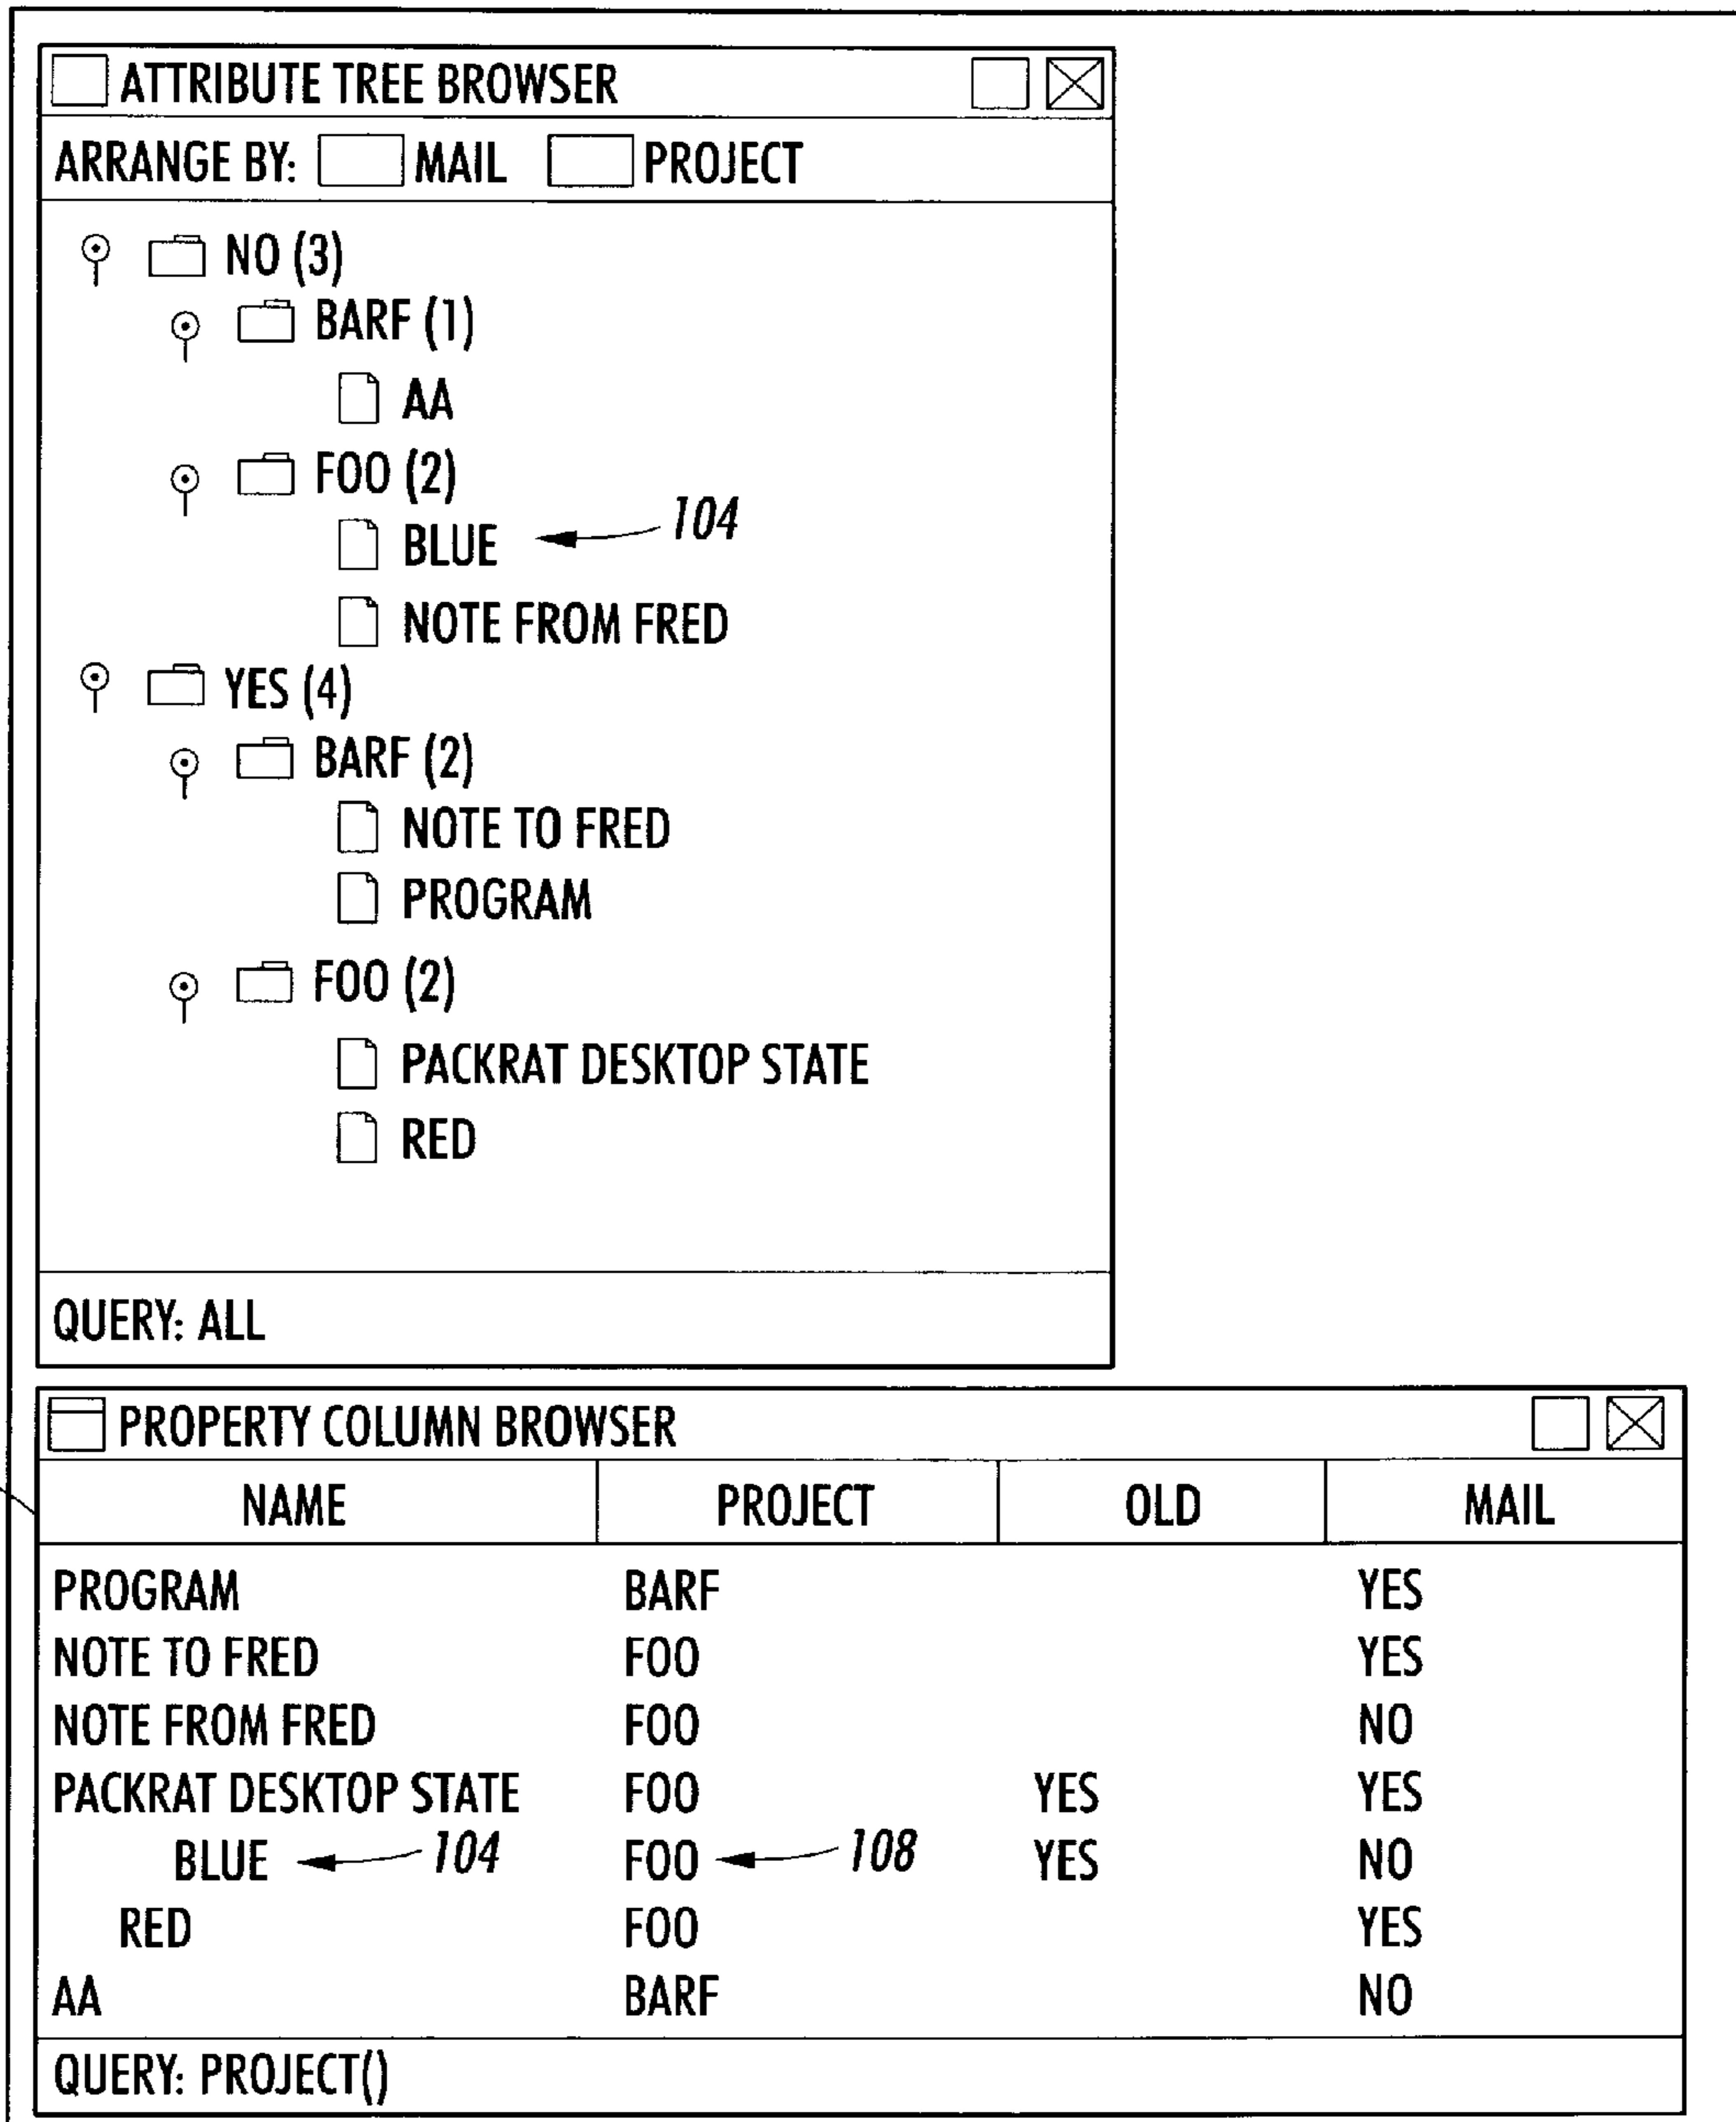 ATTRIBUTE TREE BROWSER
ARRANGE BY: MAIL PROJECT
NO (3)
BARF (1)
AA
FOO (2)
BLUE 104
NOTE FROM FRED
YES (4)
BARF (2)
NOTE TO FRED
PROGRAM
FOO (2)
PACKRAT DESKTOP STATE
RED
QUERY: ALL
PROPERTY COLUMN BROWSER
NAME PROJECT OLD MAIL
PROGRAM BARF YES
NOTE TO FRED FOO YES
NOTE FROM FRED FOO NO
PACKRAT DESKTOP STATE FOO YES YES
BLUE 104 FOO 108 YES NO
RED FOO YES
AA BARF NO
QUERY: PROJECT()